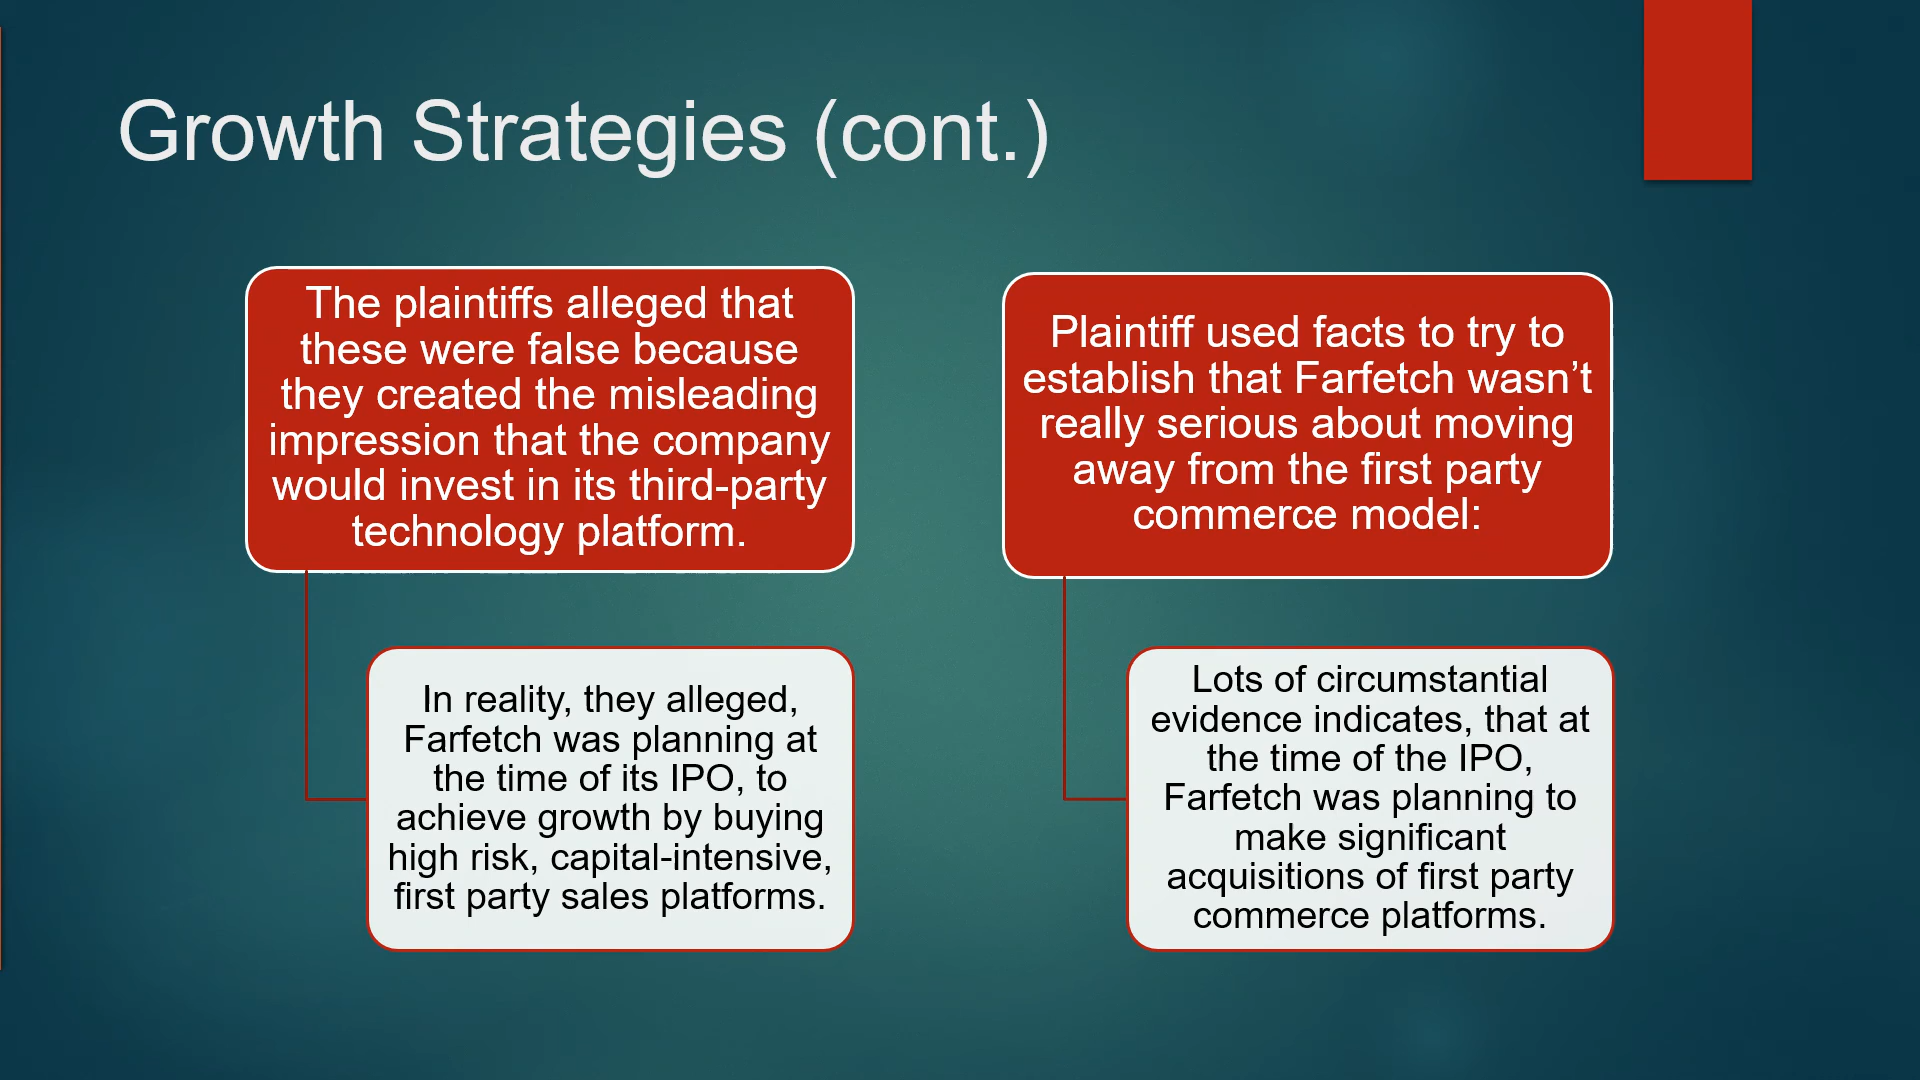 Growth Strategies (cont.)
The plaintiffs alleged that
these were false because
they created the misleading
impression that the company
would invest in its third-party
technology platform.
In reality, they alleged,
Farfetch was planning at
the time of its IPO, to
achieve growth by buying
high risk, capital-intensive,
first party sales platforms.
Plaintiff used facts to try to
establish that Farfetch wasn’t
really serious about moving
away from the first party
commerce model:
Lots of circumstantial
evidence indicates, that at
the time of the IPO,
Farfetch was planning to
make significant
acquisitions of first party
commerce platforms.